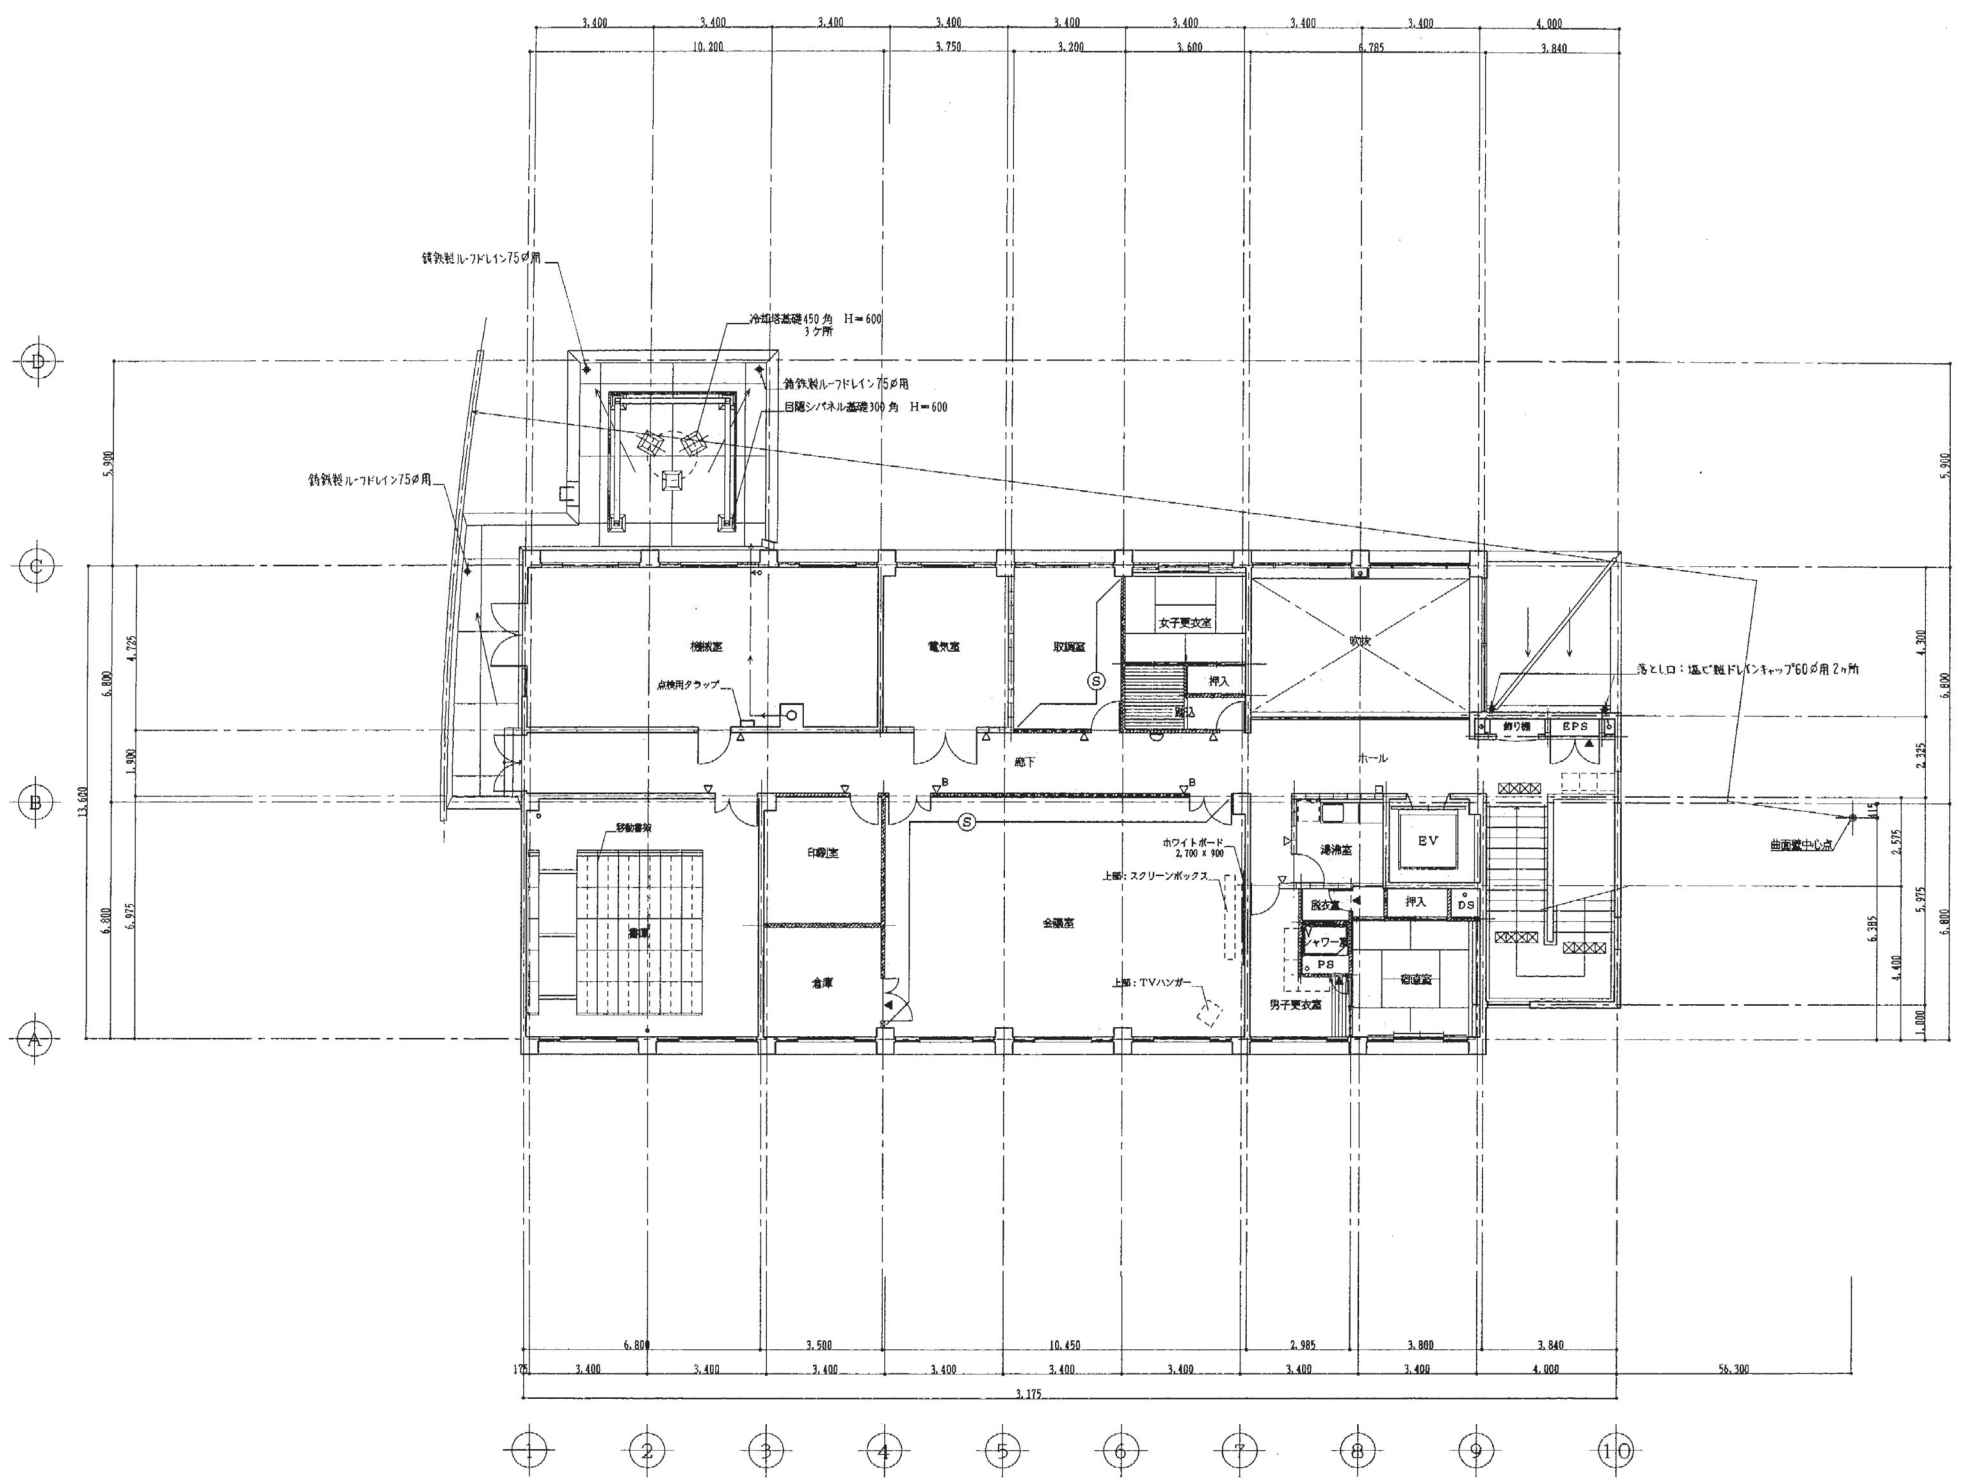 3,400 3,400 3,400 3,400 3,400 3,400 3,400 3,400 4,000
10,200 3,750 3,200 3,600 6,785 3,840
鋳鉄製ルーフドレイン75Φ用
冷却塔基礎450角 H=600
3ケ所
鋳鉄製ルーフドレイン75Φ用
目隠シパネル基礎300角 H=600
鋳鉄製ルーフドレイン75Φ用
D
C
B
A
5,900
4,725
6,800
1,900
13,600
6,800
6,975
5,900
4,300
6,800
2,325
415
2,575
5,975
6,385
6,800
4,400
1,000
機械室
電気室
取調室
女子更衣室
吹抜
点検用タラップ
S
押入
踏込
落とし口:塩ビ製ドレインキャップ60Φ用 2ヶ所
飾り棚
EPS
廊下
ホール
B
B
移動書架
S
印刷室
ホワイトボード
2,700 × 900
湯沸室
EV
曲面壁中心点
上部:スクリーンボックス
脱衣室
押入
DS
書庫
会議室
シャワー室
PS
倉庫
上部:TVハンガー
宿直室
男子更衣室
6,800 3,500 10,450 2,985 3,800 3,840
175 3,400 3,400 3,400 3,400 3,400 3,400 3,400 3,400 4,000 56,300
3,175
1 2 3 4 5 6 7 8 9 10